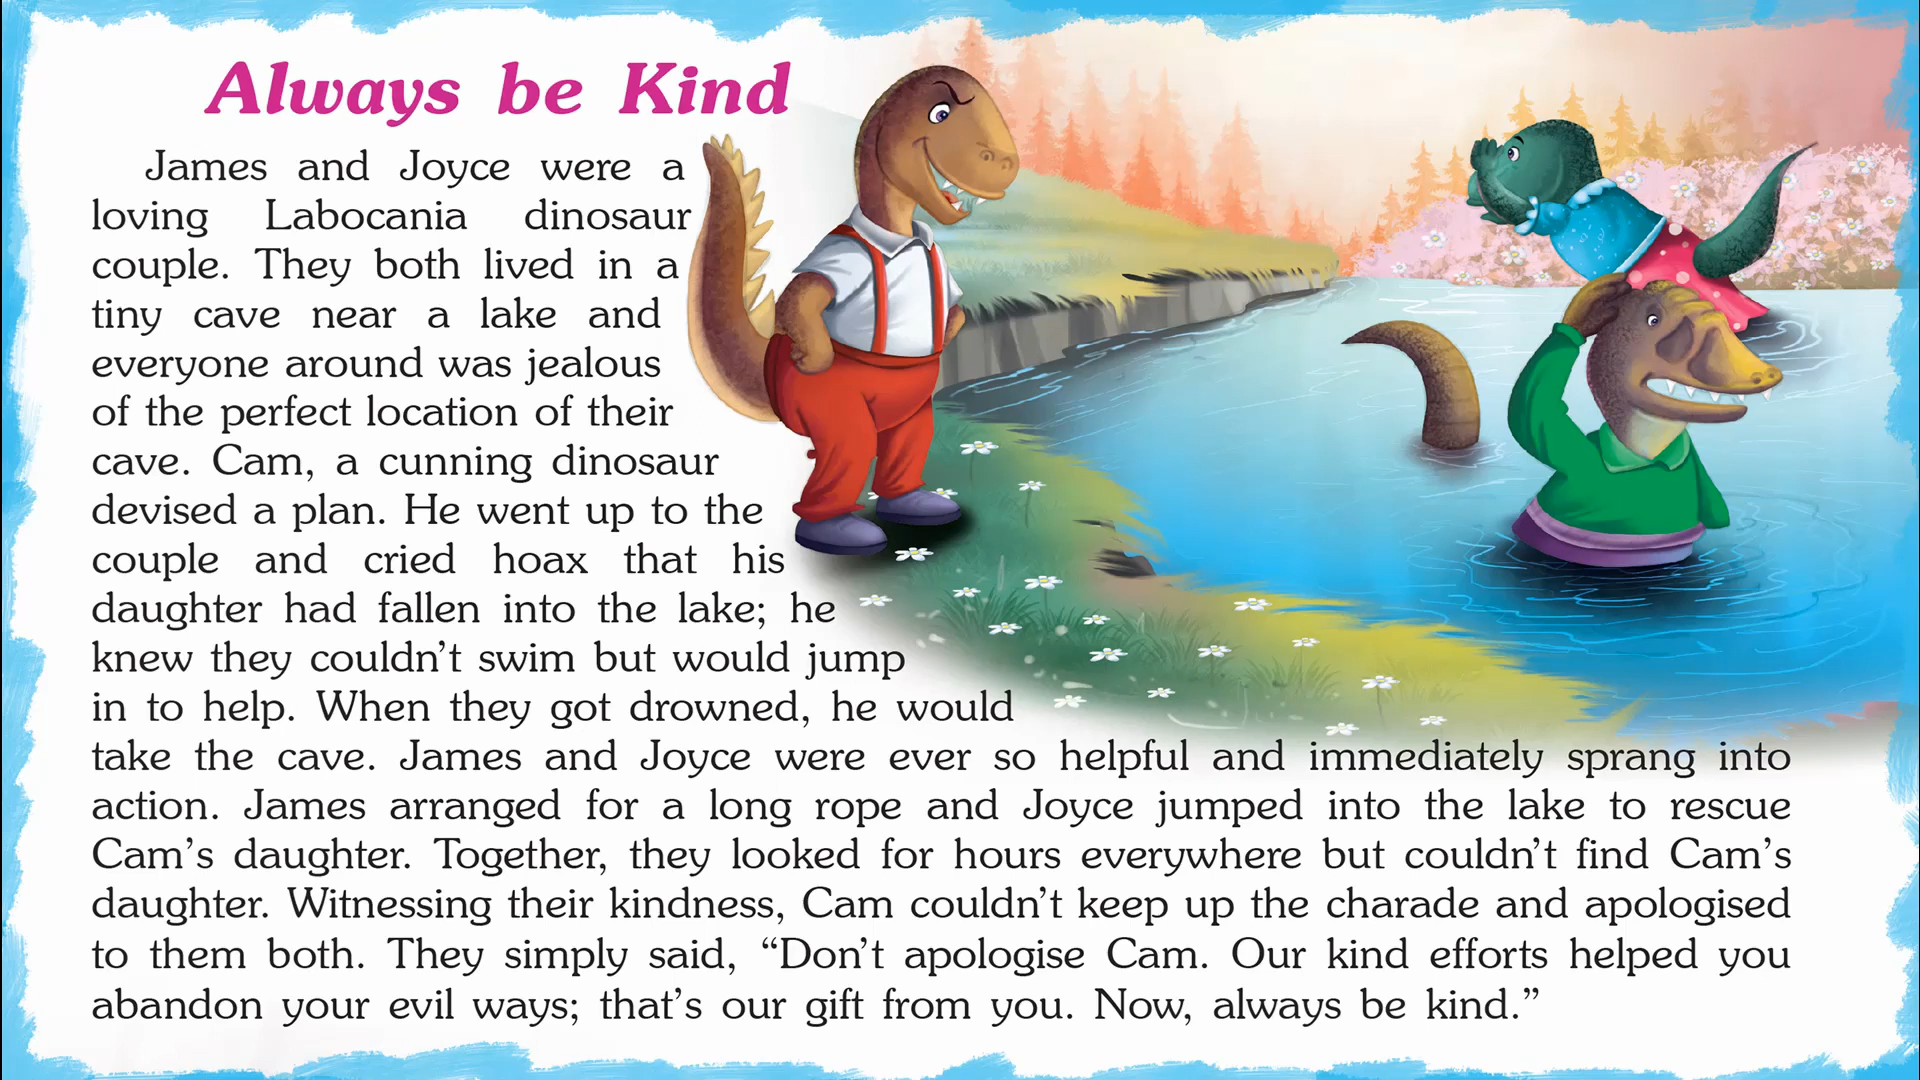 Always be Kind
James and Joyce were a
loving Labocania dinosaur
couple. They both lived in a
tiny cave near a lake and
everyone around was jealous
of the perfect location of their
cave. Cam, a cunning dinosaur
devised a plan. He went up to the
couple and cried hoax that his
daughter had fallen into the lake; he
knew they couldn’t swim but would jump
in to help. When they got drowned, he would
take the cave. James and Joyce were ever so helpful and immediately sprang into
action. James arranged for a long rope and Joyce jumped into the lake to rescue
Cam’s daughter. Together, they looked for hours everywhere but couldn’t find Cam’s
daughter. Witnessing their kindness, Cam couldn’t keep up the charade and apologised
to them both. They simply said, “Don’t apologise Cam. Our kind efforts helped you
abandon your evil ways; that’s our gift from you. Now, always be kind.”